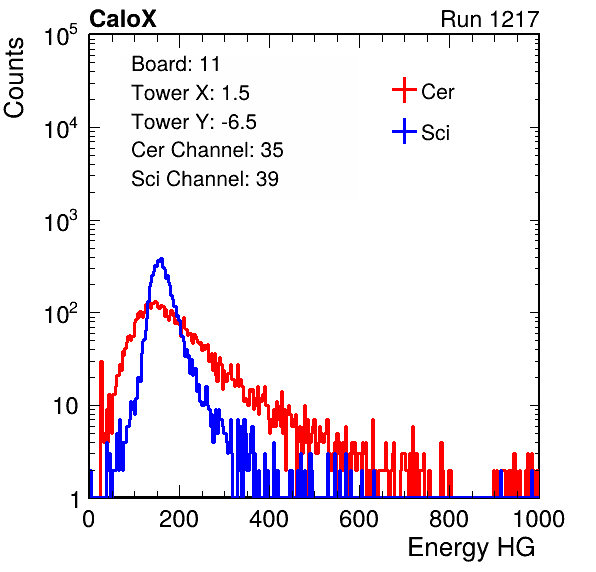 CaloX Run 1217
Counts
10^5
10^4
10^3
10^2
10
1
Board: 11
Tower X: 1.5
Tower Y: -6.5
Cer Channel: 35
Sci Channel: 39
Cer
Sci
0 200 400 600 800 1000
Energy HG